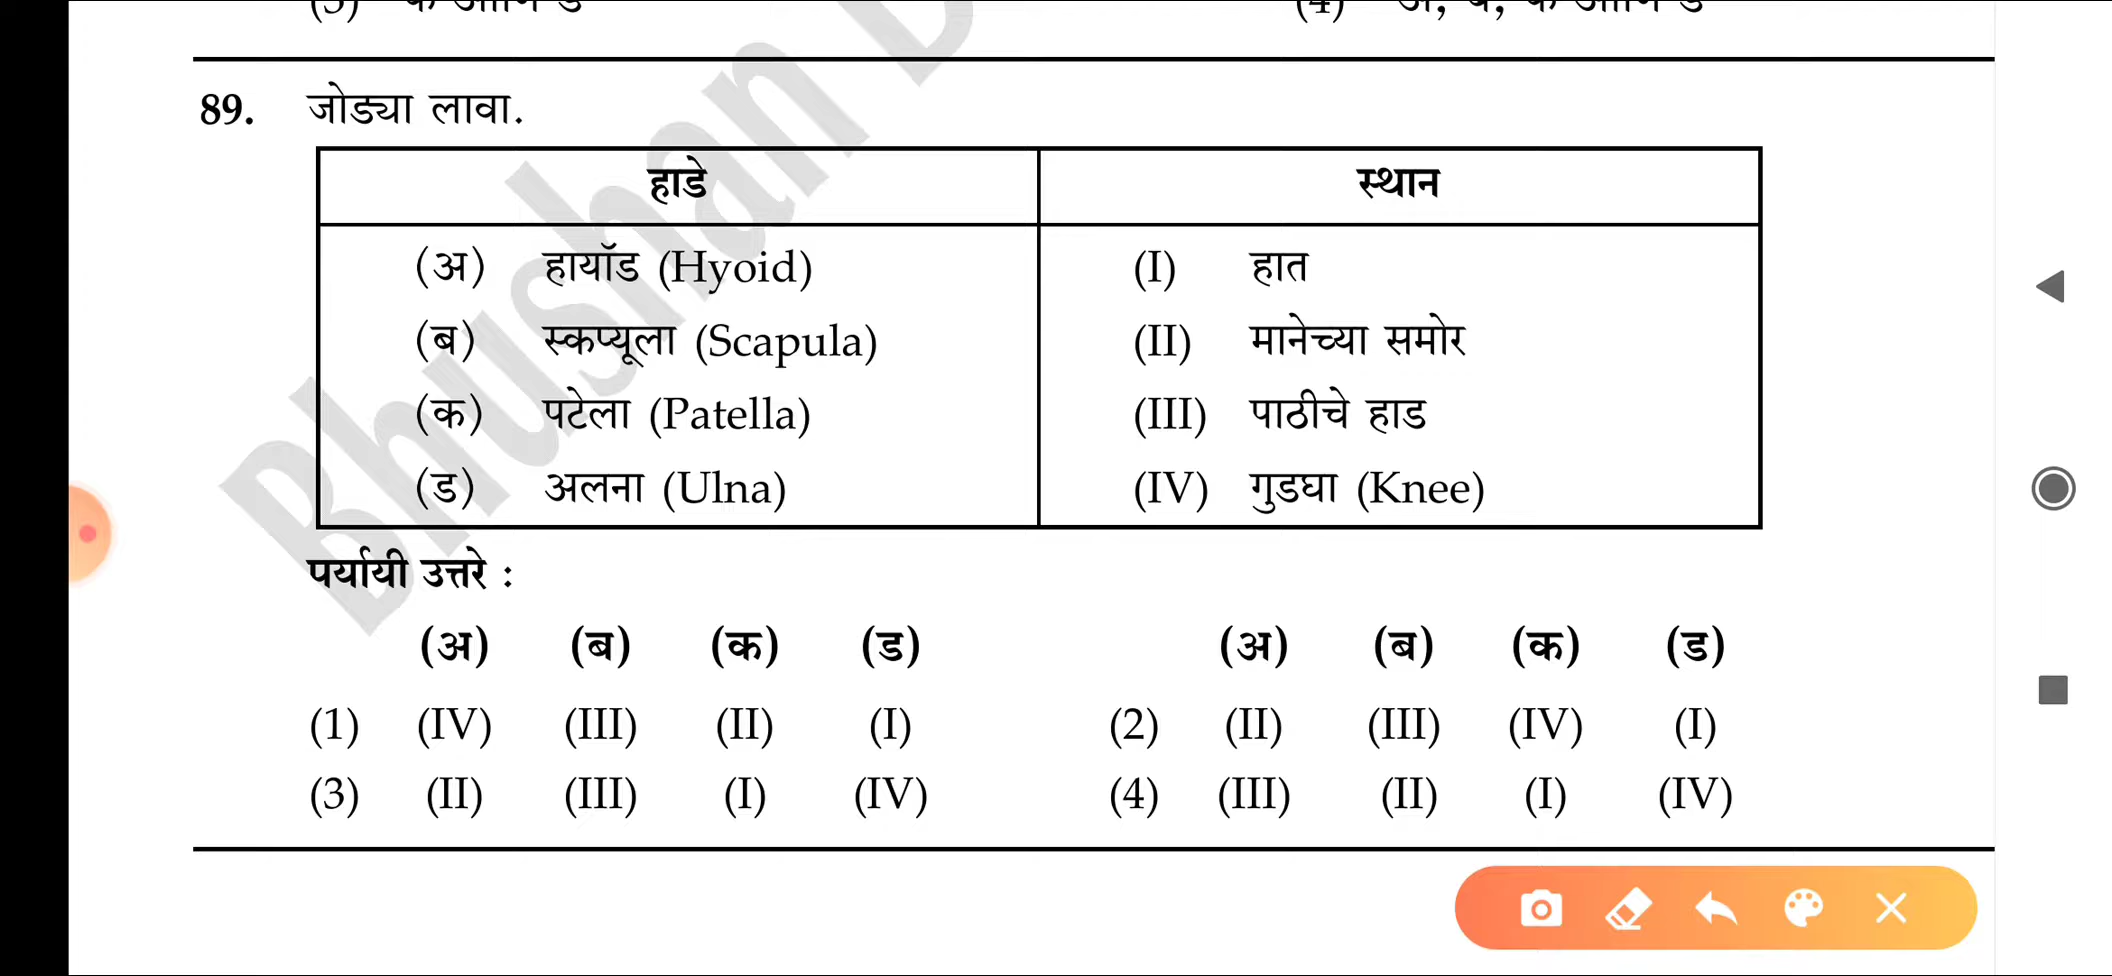 89. जोड्या लावा.
हाडे स्थान
(अ) हायॉड (Hyoid) (I) हात
(ब) स्कप्यूला (Scapula) (II) मानेच्या समोर
(क) पटेला (Patella) (III) पाठीचे हाड
(ड) अलना (Ulna) (IV) गुडघा (Knee)
पर्यायी उत्तरे :
(अ) (ब) (क) (ड) (अ) (ब) (क) (ड)
(1) (IV) (III) (II) (I) (2) (II) (III) (IV) (I)
(3) (II) (III) (I) (IV) (4) (III) (II) (I) (IV)
Bhushan